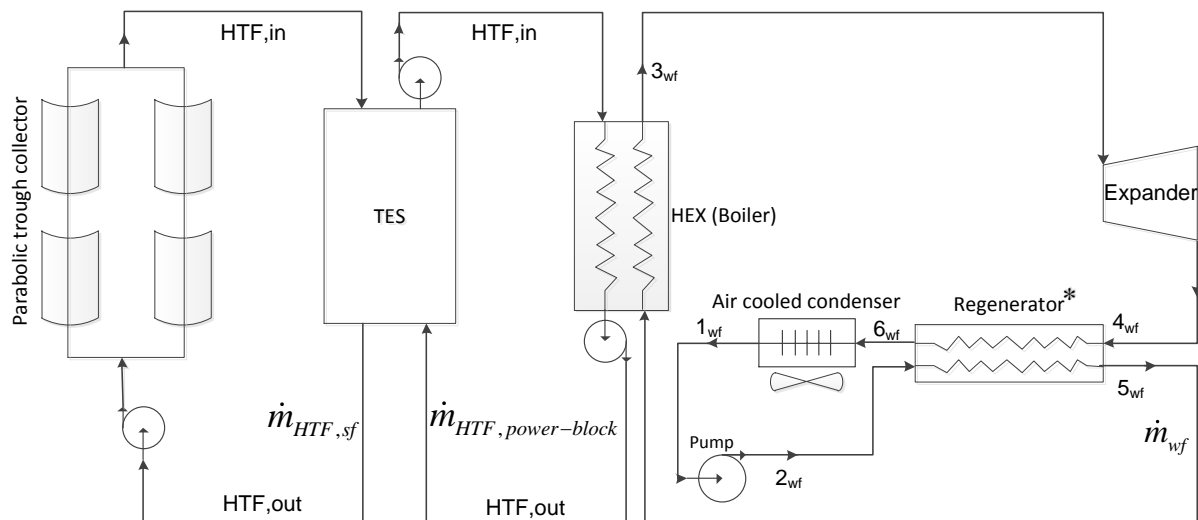 HTF,in
HTF,in
3wf
Parabolic trough collector
TES
HEX (Boiler)
Expander
Air cooled condenser
Regenerator*
1wf
6wf
4wf
5wf
ṁHTF,sf
ṁHTF,power−block
Pump
2wf
ṁwf
HTF,out
HTF,out